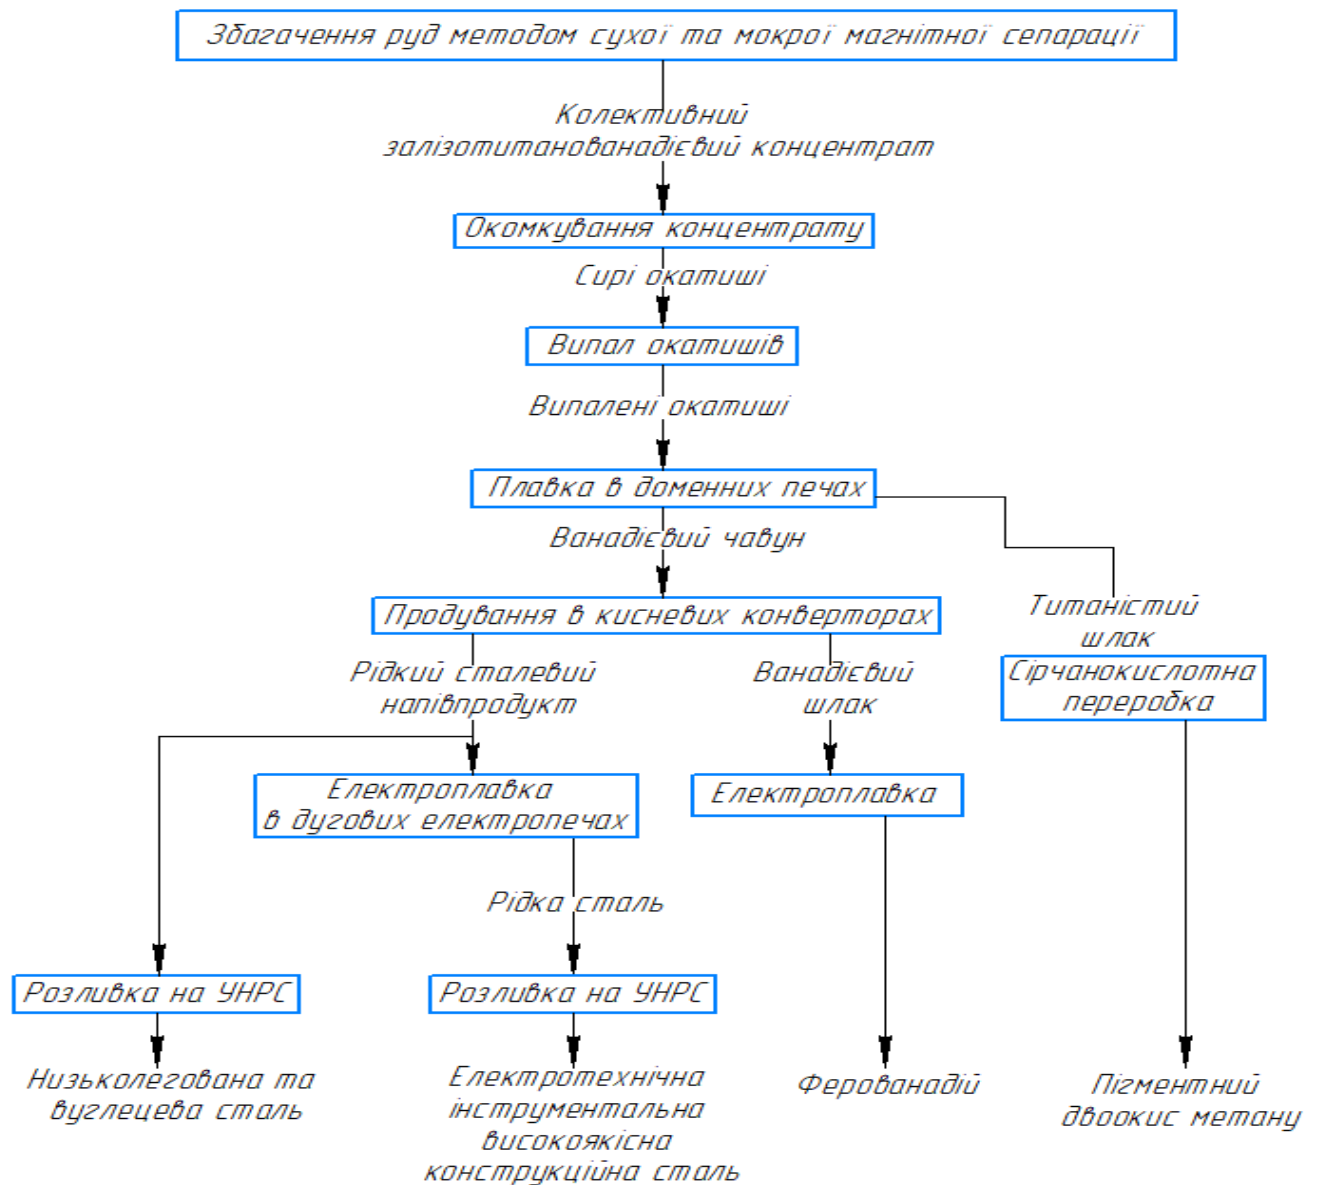 Збагачення руд методом сухої та мокрої магнітної сепарації
Колективний
залізотитанованадієвий концентрат
Окомкування концентрату
Сирі окатиші
Випал окатишів
Випалені окатиші
Плавка в доменних печах
Ванадієвий чавун
Продування в кисневих конверторах
Титаністий
шлак
Рідкий сталевий
напівпродукт
Ванадієвий
шлак
Сірчанокислотна
переробка
Електроплавка
в дугових електропечах
Електроплавка
Рідка сталь
Розливка на УНРС
Розливка на УНРС
Низьколегована та
вуглецева сталь
Електротехнічна
інструментальна
високоякісна
конструкційна сталь
Ферованадій
Пігментний
двоокис метану